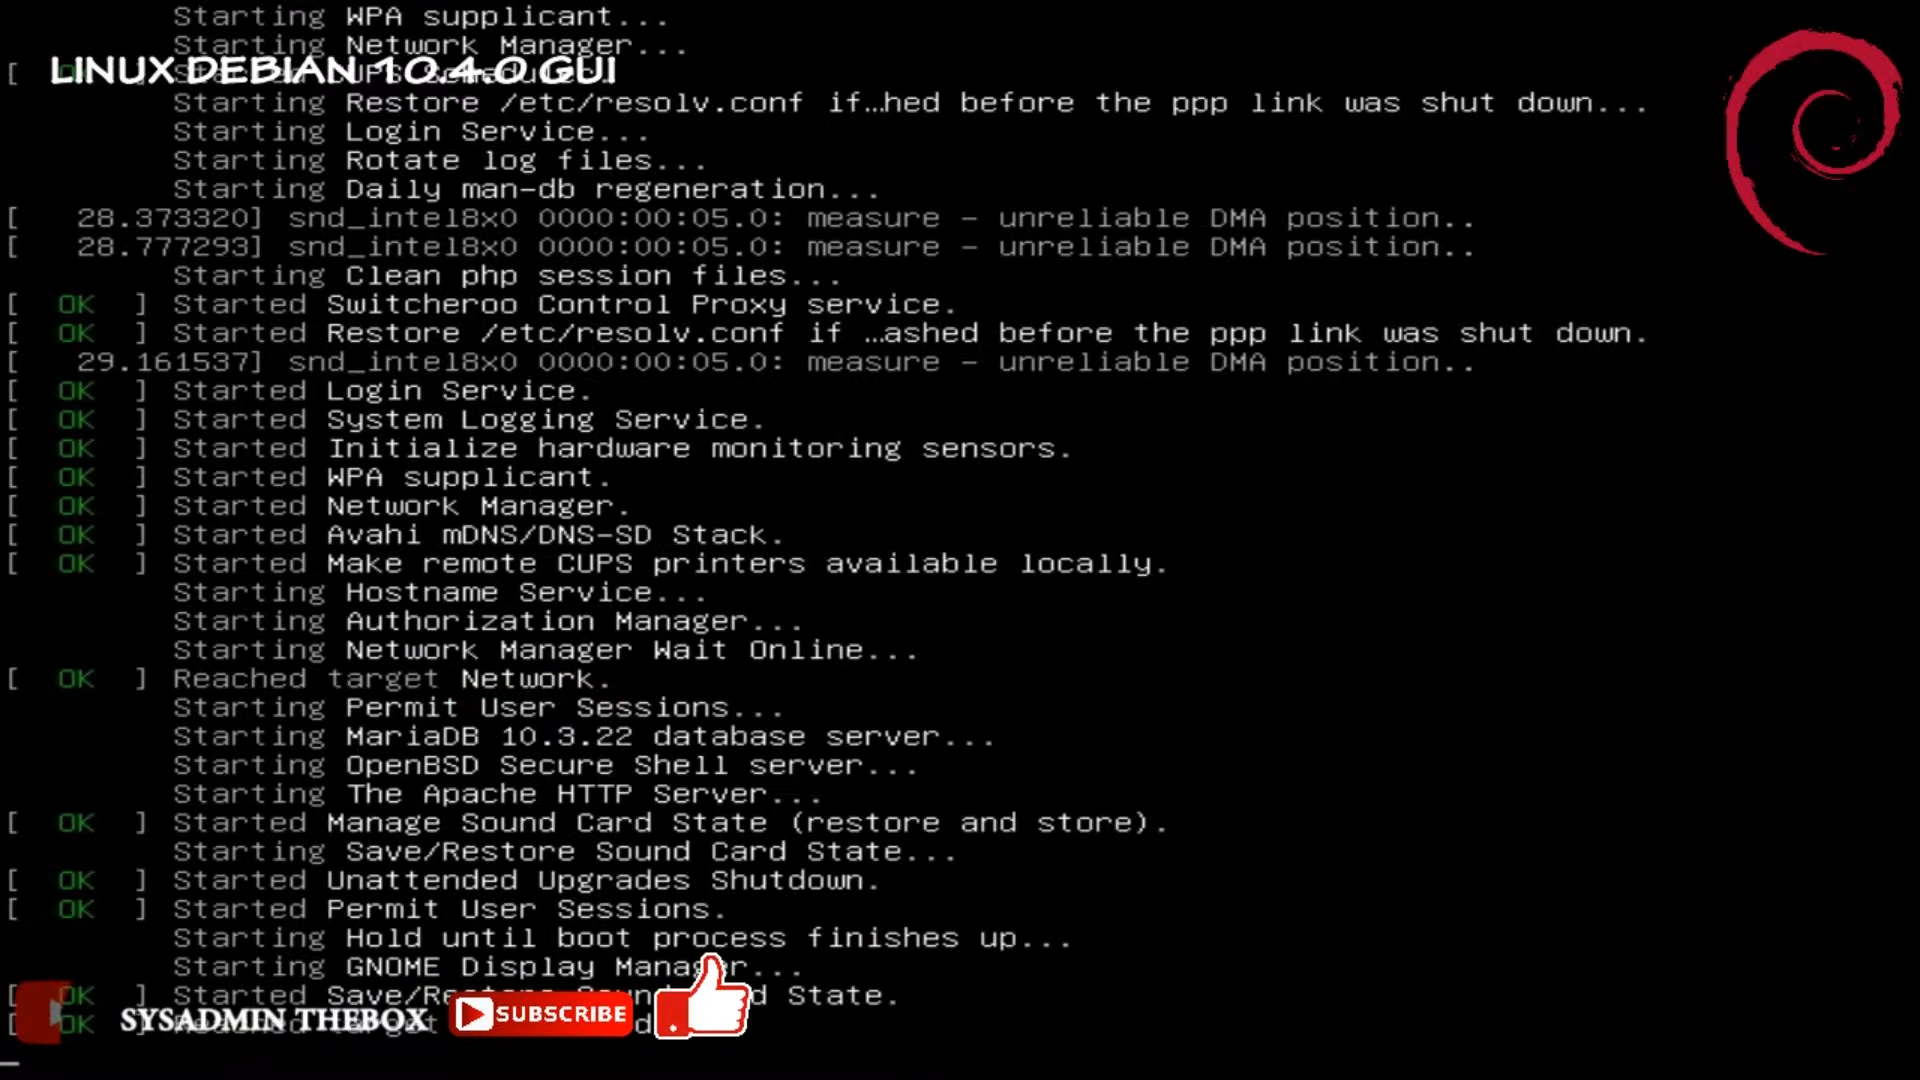 Starting WPA supplicant...
Starting Network Manager...
LINUX DEBIAN 10.4.0 GUI
Starting Restore /etc/resolv.conf if…hed before the ppp link was shut down...
Starting Login Service...
Starting Rotate log files...
Starting Daily man-db regeneration...
[   28.373320] snd_intel8x0 0000:00:05.0: measure - unreliable DMA position..
[   28.777293] snd_intel8x0 0000:00:05.0: measure - unreliable DMA position..
Starting Clean php session files...
[  OK  ] Started Switcheroo Control Proxy service.
[  OK  ] Started Restore /etc/resolv.conf if …ashed before the ppp link was shut down.
[   29.161537] snd_intel8x0 0000:00:05.0: measure - unreliable DMA position..
[  OK  ] Started Login Service.
[  OK  ] Started System Logging Service.
[  OK  ] Started Initialize hardware monitoring sensors.
[  OK  ] Started WPA supplicant.
[  OK  ] Started Network Manager.
[  OK  ] Started Avahi mDNS/DNS-SD Stack.
[  OK  ] Started Make remote CUPS printers available locally.
Starting Hostname Service...
Starting Authorization Manager...
Starting Network Manager Wait Online...
[  OK  ] Reached target Network.
Starting Permit User Sessions...
Starting MariaDB 10.3.22 database server...
Starting OpenBSD Secure Shell server...
Starting The Apache HTTP Server...
[  OK  ] Started Manage Sound Card State (restore and store).
Starting Save/Restore Sound Card State...
[  OK  ] Started Unattended Upgrades Shutdown.
[  OK  ] Started Permit User Sessions.
Starting Hold until boot process finishes up...
Starting GNOME Display Manager...
[  OK  ] Started Save/Restore Sound Card State.
[  OK  ] Reached target
SYSADMIN THEBOX
SUBSCRIBE